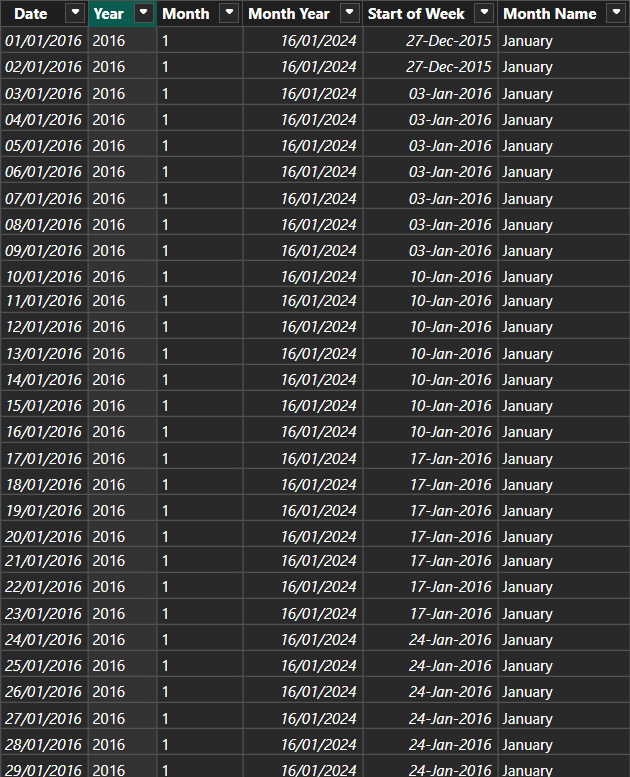 Date Year Month Month Year Start of Week Month Name
01/01/2016 2016 1 16/01/2024 27-Dec-2015 January
02/01/2016 2016 1 16/01/2024 27-Dec-2015 January
03/01/2016 2016 1 16/01/2024 03-Jan-2016 January
04/01/2016 2016 1 16/01/2024 03-Jan-2016 January
05/01/2016 2016 1 16/01/2024 03-Jan-2016 January
06/01/2016 2016 1 16/01/2024 03-Jan-2016 January
07/01/2016 2016 1 16/01/2024 03-Jan-2016 January
08/01/2016 2016 1 16/01/2024 03-Jan-2016 January
09/01/2016 2016 1 16/01/2024 03-Jan-2016 January
10/01/2016 2016 1 16/01/2024 10-Jan-2016 January
11/01/2016 2016 1 16/01/2024 10-Jan-2016 January
12/01/2016 2016 1 16/01/2024 10-Jan-2016 January
13/01/2016 2016 1 16/01/2024 10-Jan-2016 January
14/01/2016 2016 1 16/01/2024 10-Jan-2016 January
15/01/2016 2016 1 16/01/2024 10-Jan-2016 January
16/01/2016 2016 1 16/01/2024 10-Jan-2016 January
17/01/2016 2016 1 16/01/2024 17-Jan-2016 January
18/01/2016 2016 1 16/01/2024 17-Jan-2016 January
19/01/2016 2016 1 16/01/2024 17-Jan-2016 January
20/01/2016 2016 1 16/01/2024 17-Jan-2016 January
21/01/2016 2016 1 16/01/2024 17-Jan-2016 January
22/01/2016 2016 1 16/01/2024 17-Jan-2016 January
23/01/2016 2016 1 16/01/2024 17-Jan-2016 January
24/01/2016 2016 1 16/01/2024 24-Jan-2016 January
25/01/2016 2016 1 16/01/2024 24-Jan-2016 January
26/01/2016 2016 1 16/01/2024 24-Jan-2016 January
27/01/2016 2016 1 16/01/2024 24-Jan-2016 January
28/01/2016 2016 1 16/01/2024 24-Jan-2016 January
29/01/2016 2016 1 16/01/2024 24-Jan-2016 January